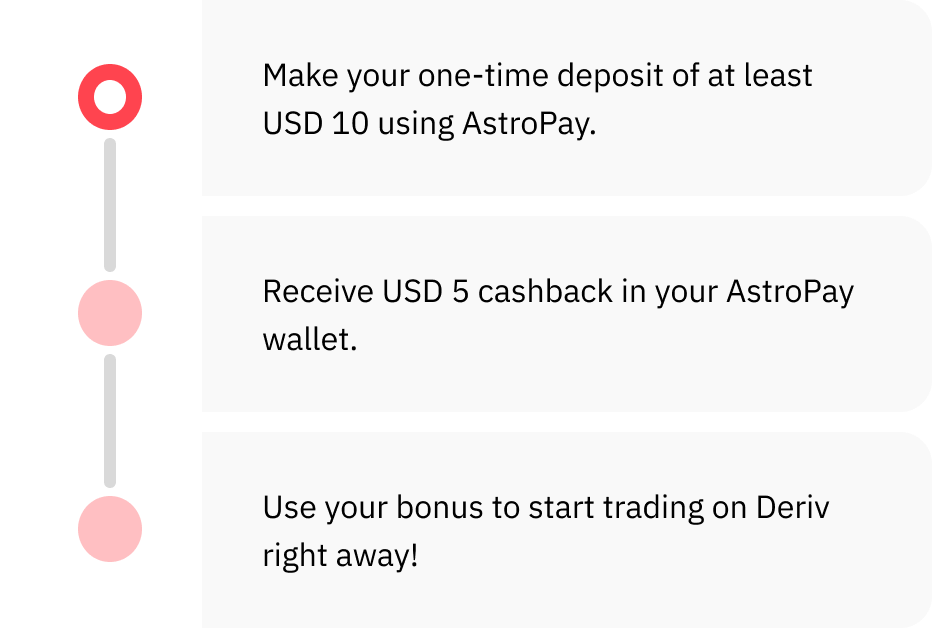 Make your one-time deposit of at least
USD 10 using AstroPay.
Receive USD 5 cashback in your AstroPay
wallet.
Use your bonus to start trading on Deriv
right away!